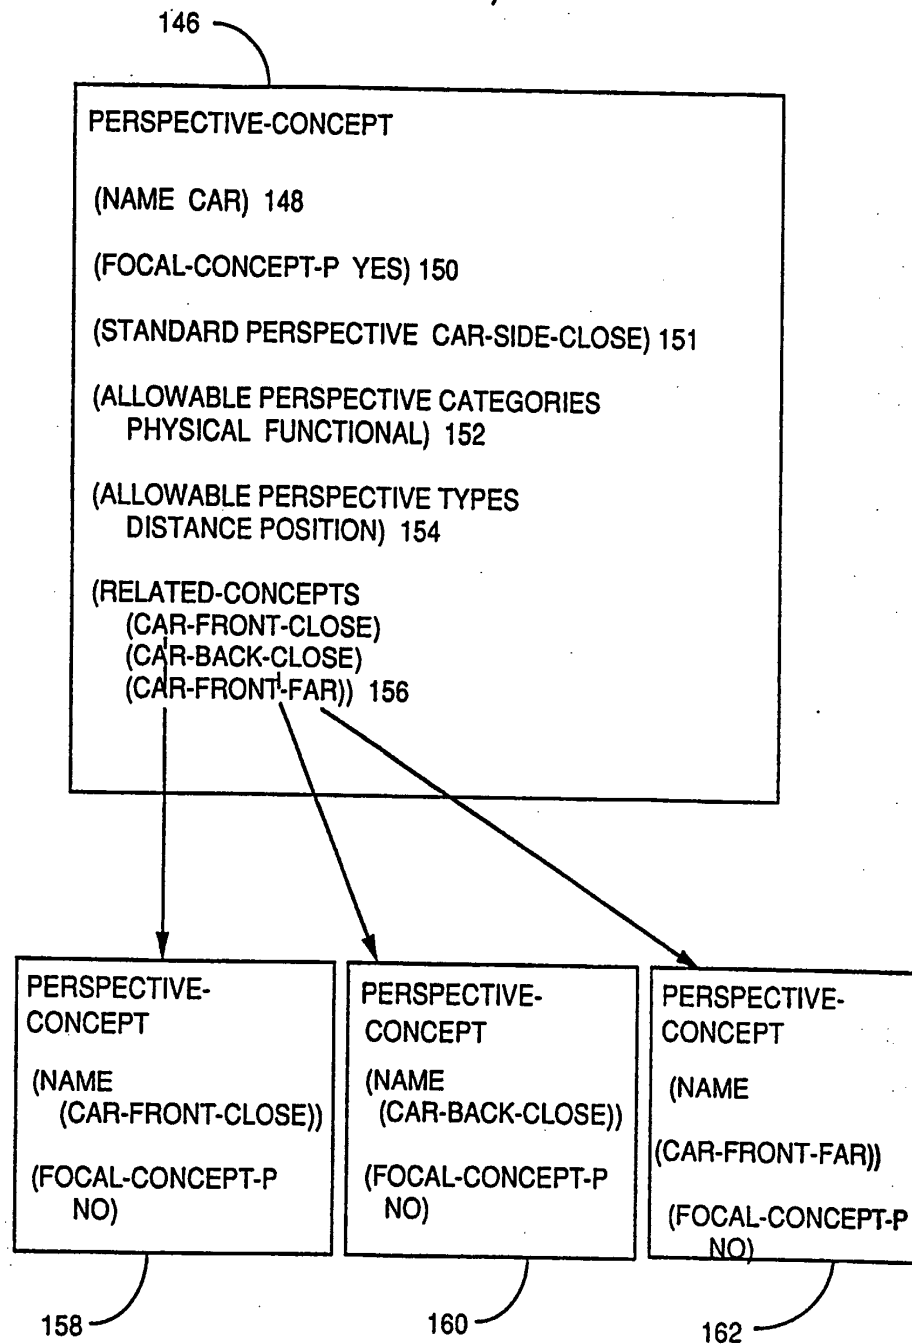 146
PERSPECTIVE-CONCEPT
(NAME CAR) 148
(FOCAL-CONCEPT-P YES) 150
(STANDARD PERSPECTIVE CAR-SIDE-CLOSE) 151
(ALLOWABLE PERSPECTIVE CATEGORIES
PHYSICAL FUNCTIONAL) 152
(ALLOWABLE PERSPECTIVE TYPES
DISTANCE POSITION) 154
(RELATED-CONCEPTS
(CAR-FRONT-CLOSE)
(CAR-BACK-CLOSE)
(CAR-FRONT-FAR)) 156
PERSPECTIVE-
CONCEPT
(NAME
(CAR-FRONT-CLOSE))
(FOCAL-CONCEPT-P
NO)
158
PERSPECTIVE-
CONCEPT
(NAME
(CAR-BACK-CLOSE))
(FOCAL-CONCEPT-P
NO)
160
PERSPECTIVE-
CONCEPT
(NAME
(CAR-FRONT-FAR))
(FOCAL-CONCEPT-P
NO)
162